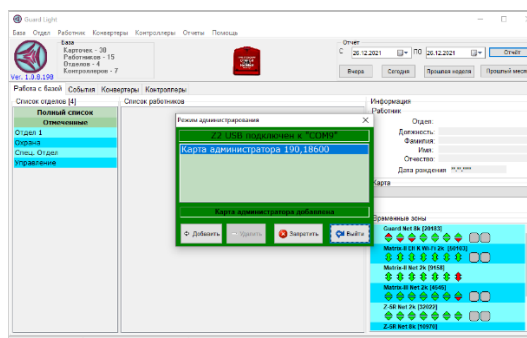 Guard Light
База Отдел Работник Конвертеры Контроллеры Отчеты Помощь
База
Карточек - 30
Работников - 15
Отделов - 4
Контроллеров - 7
Ver. 1.0.8.198
Отчет
С 26.12.2021 ПО 26.12.2021 Отчёт
Вчера Сегодня Прошлая неделя Прошлый меся
Работа с базой События Конвертеры Контроллеры
Список отделов [4]
Полный список
Отмеченные
Отдел 1
Охрана
Спец. Отдел
Управление
Список работников
Режим администрирования
Z2 USB подключен к "COM9"
Карта администратора 190,18600
Карта администратора добавлена
Добавить Удалить Запретить Выйти
Информация
Работник
Отдел:
Должность:
Фамилия:
Имя:
Отчество:
Дата рождения **.**.****
Карта
Временные зоны
Guard Net 8k [20183]
Matrix-II EH K Wi-Fi 2k [50103]
Matrix-II Net 2k [9158]
Matrix-III Net 2k [4645]
Z-5R Net 2k [32022]
Z-5R Net 8k [16970]